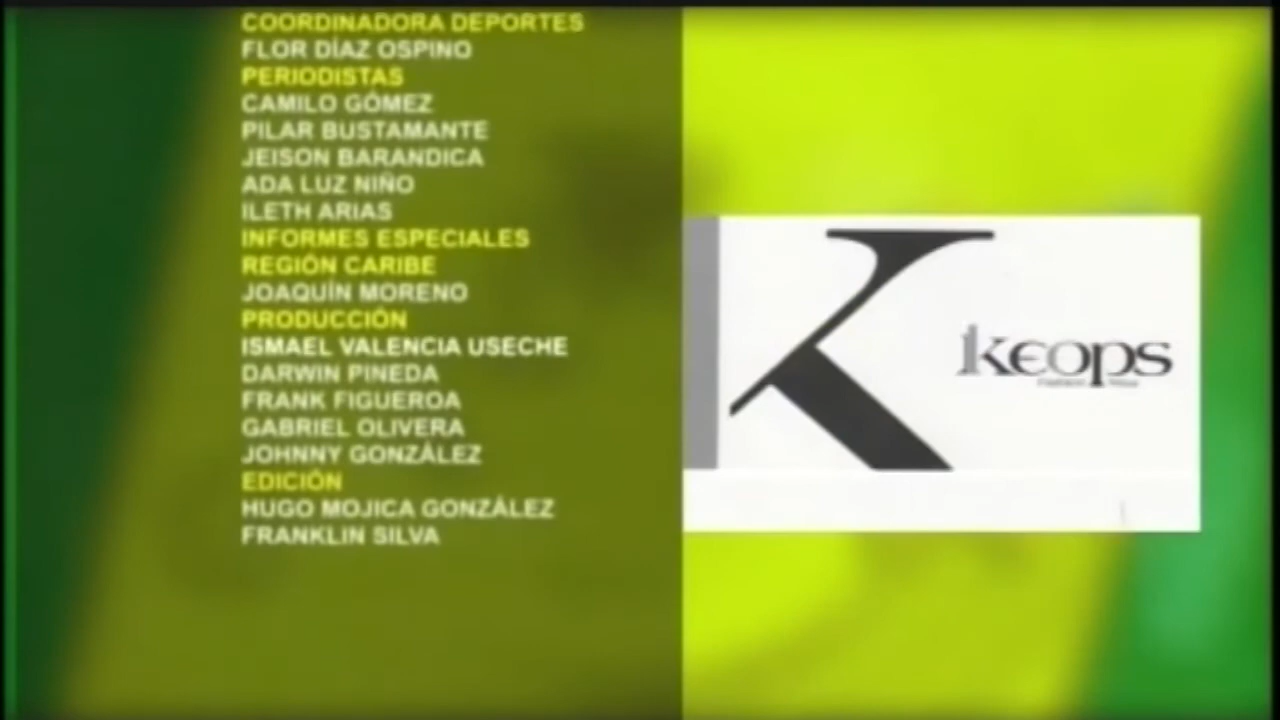 COORDINADORA DEPORTES
FLOR DÍAZ OSPINO
PERIODISTAS
CAMILO GÓMEZ
PILAR BUSTAMANTE
JEISON BARANDICA
ADA LUZ NIÑO
ILETH ARIAS
INFORMES ESPECIALES
REGIÓN CARIBE
JOAQUÍN MORENO
PRODUCCIÓN
ISMAEL VALENCIA USECHE
DARWIN PINEDA
FRANK FIGUEROA
GABRIEL OLIVERA
JOHNNY GONZÁLEZ
EDICIÓN
HUGO MOJICA GONZÁLEZ
FRANKLIN SILVA
K
keops